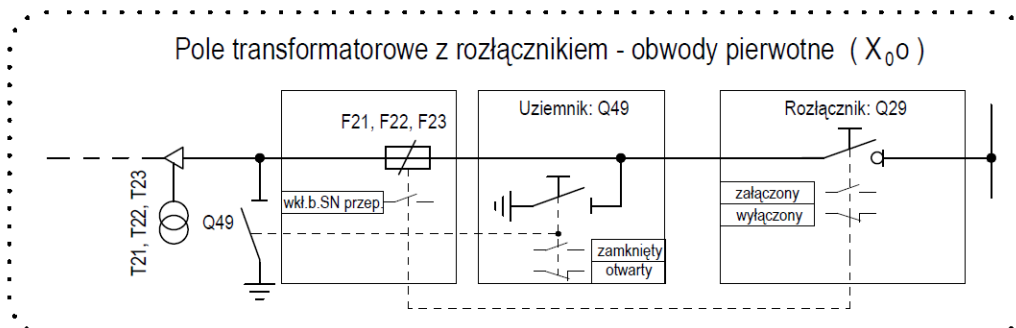 Pole transformatorowe z rozłącznikiem - obwody pierwotne ( X₀o )
F21, F22, F23
Uziemnik: Q49
Rozłącznik: Q29
T21, T22, T23
Q49
wkł.b.SN przep.
załączony
wyłączony
zamknięty
otwarty